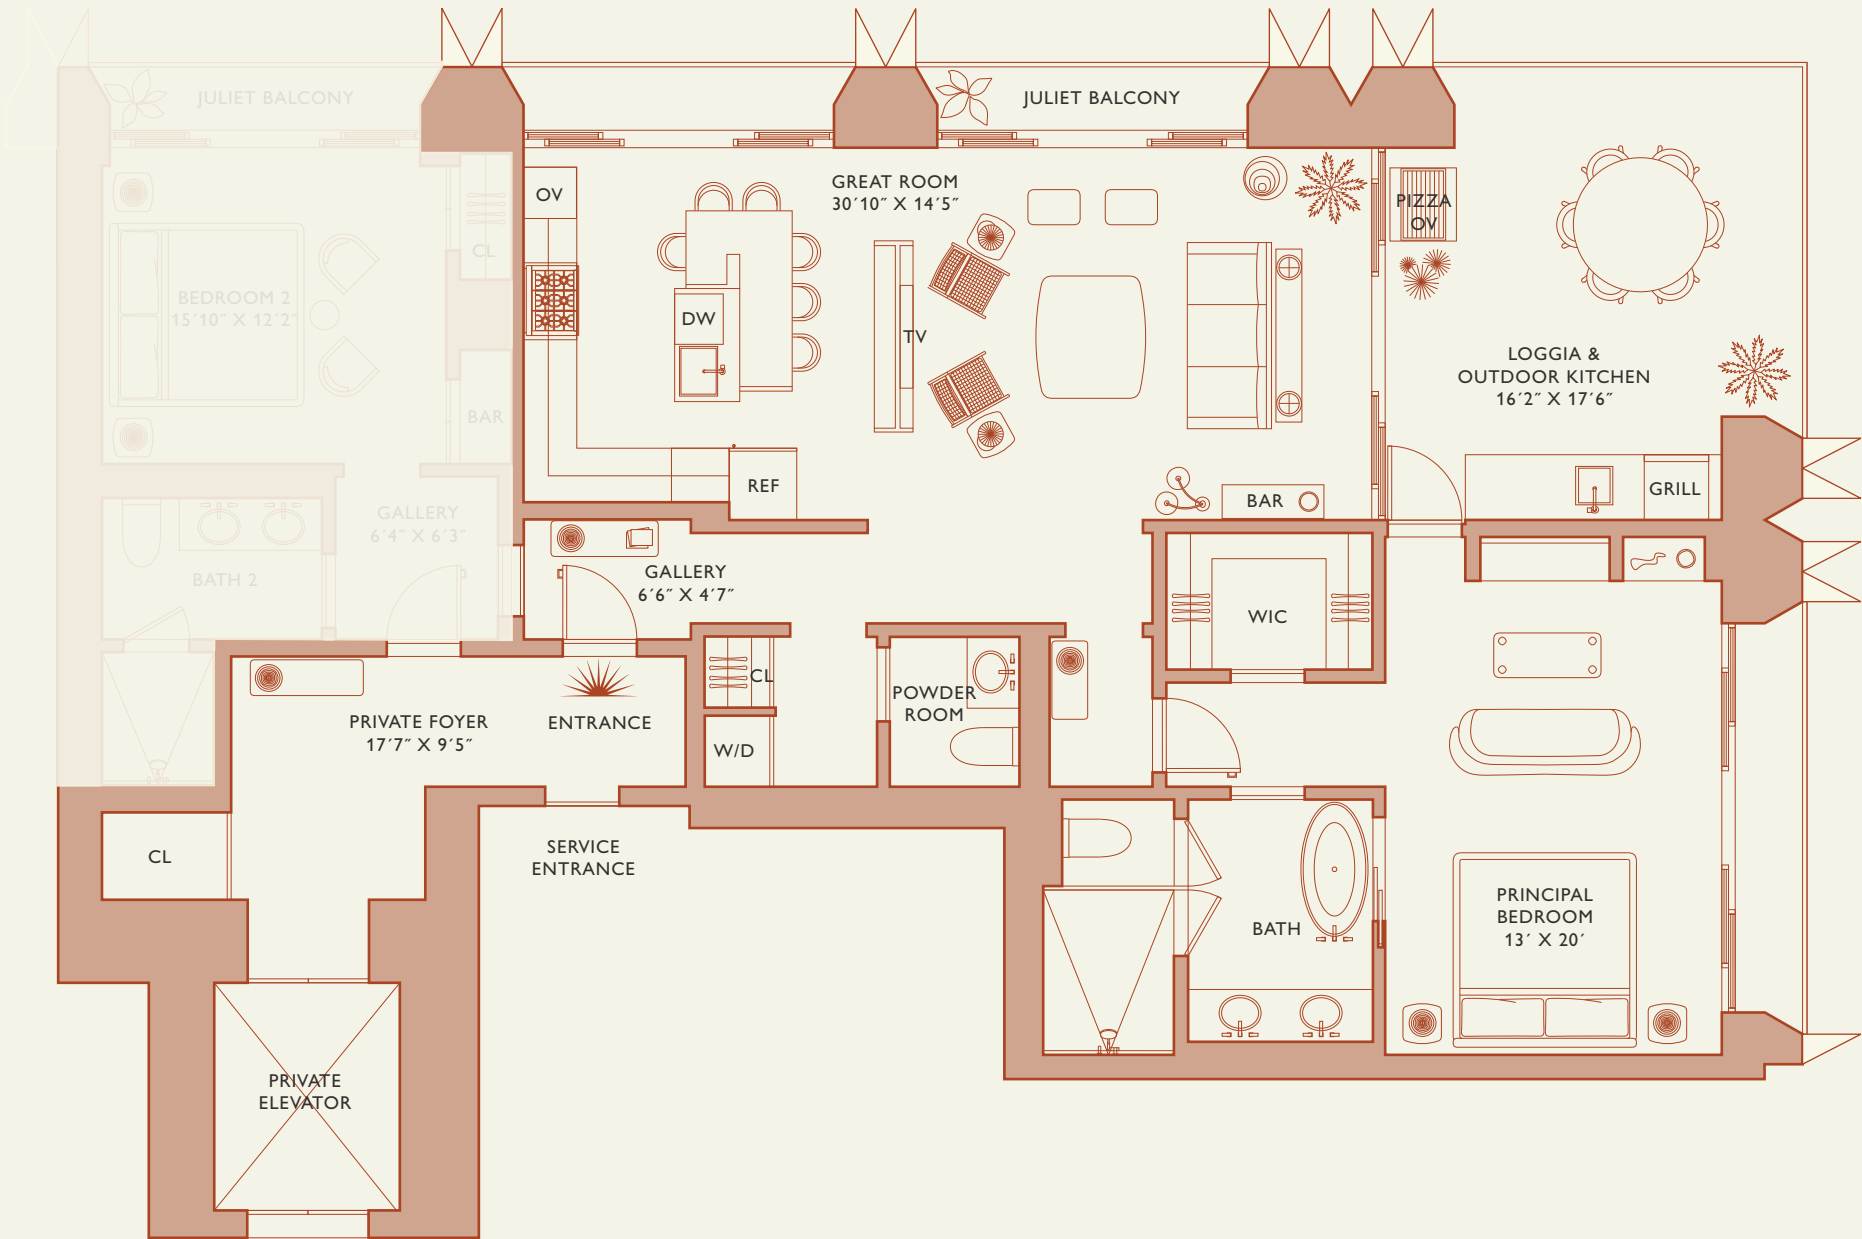 JULIET BALCONY
JULIET BALCONY
OV
GREAT ROOM
30´10˝ X 14´5˝
PIZZA
OV
CL
BEDROOM 2
15´10˝ X 12´2˝
DW
TV
LOGGIA &
OUTDOOR KITCHEN
16´2˝ X 17´6˝
BAR
REF
BAR
GRILL
GALLERY
6´4˝ X 6´3˝
BATH 2
GALLERY
6´6˝ X 4´7˝
WIC
CL
POWDER
ROOM
PRIVATE FOYER
17´7˝ X 9´5˝
ENTRANCE
W/D
CL
SERVICE
ENTRANCE
BATH
PRINCIPAL
BEDROOM
13´ X 20´
PRIVATE
ELEVATOR